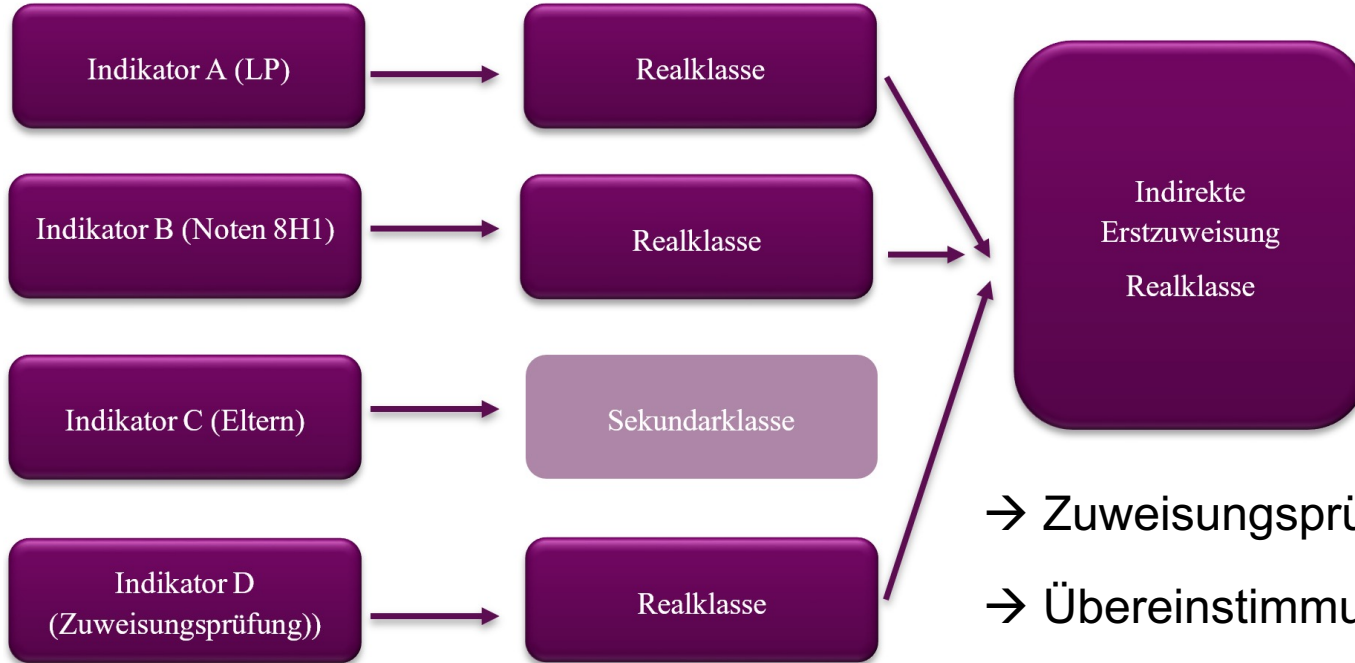 Indikator A (LP)
Realklasse
Indikator B (Noten 8H1)
Realklasse
Indikator C (Eltern)
Sekundarklasse
Indikator D
(Zuweisungsprüfung))
Realklasse
Indirekte
Erstzuweisung
Realklasse
→ Zuweisungsprü
→ Übereinstimmu